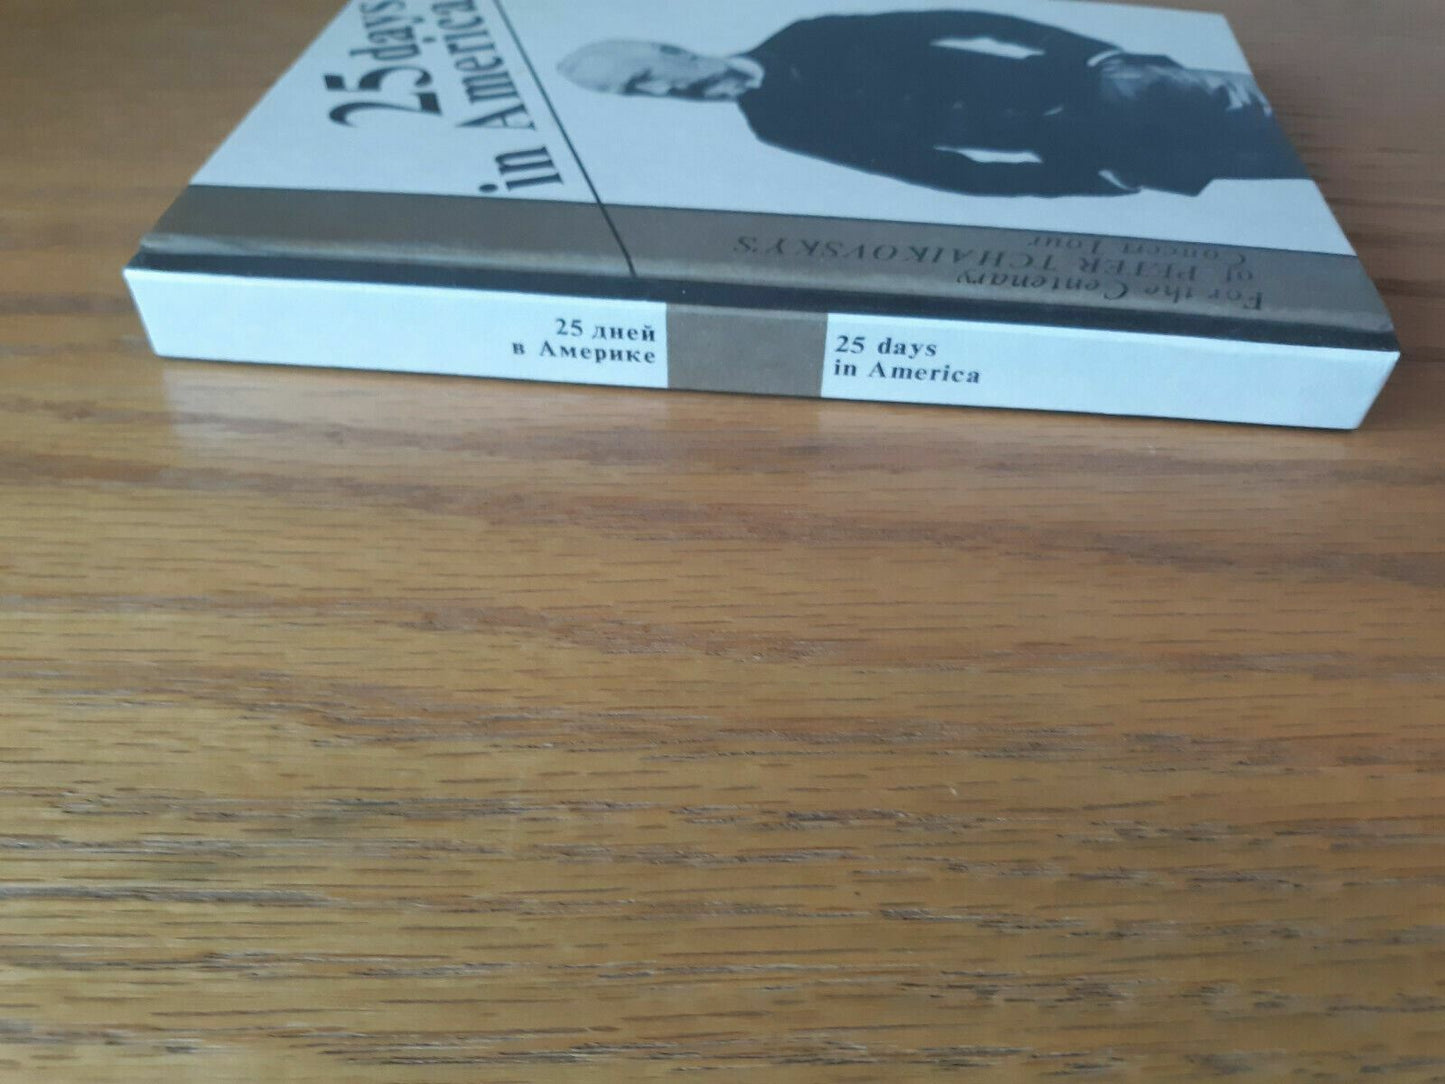 25 days
in America
For the Centenary
of PETER TCHAIKOVSKY'S
Concert Tour
25 дней
в Америке
25 days
in America